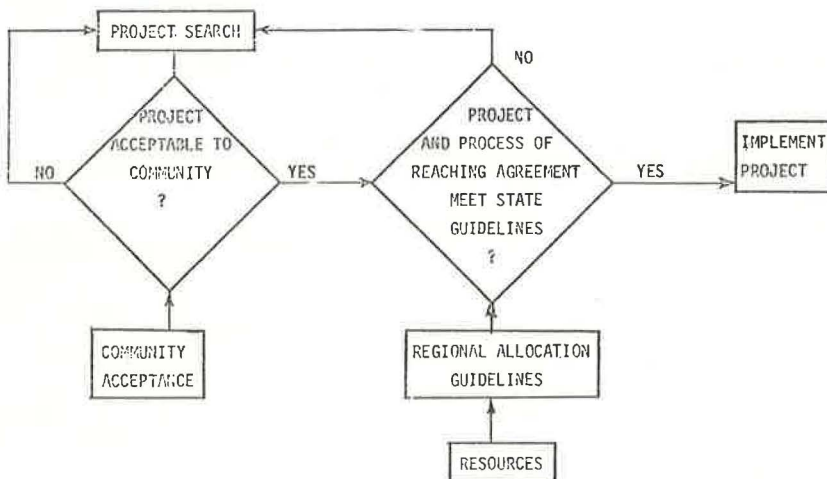 PROJECT SEARCH
PROJECT
ACCEPTABLE TO
COMMUNITY
?
NO
YES
COMMUNITY
ACCEPTANCE
NO
PROJECT
AND PROCESS OF
REACHING AGREEMENT
MEET STATE
GUIDELINES
?
YES
REGIONAL ALLOCATION
GUIDELINES
RESOURCES
IMPLEMENT
PROJECT